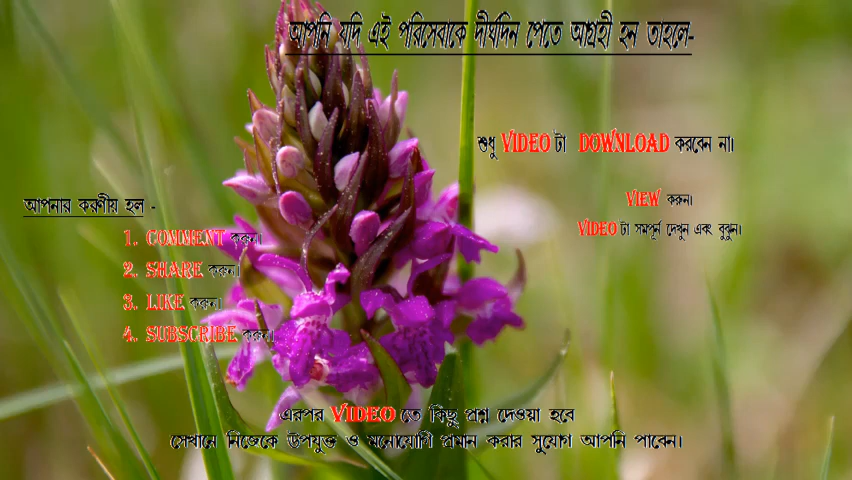 আপনি যদি এই পরিসেবাকে দীর্ঘদিন পেতে আগ্রহী হন তাহলে-
শুধু VIDEO টা DOWNLOAD করবেন না।
VIEW করুন।
VIDEO টা সমপূর্ন দেখুন এবং বুঝুন।
আপনার করণীয় হল -
1. COMMENT করুন।
2. SHARE করুন।
3. LIKE করুন।
4. SUBSCRIBE করুন।
এরপর VIDEO তে কিছু প্রশ্ন দেওয়া হবে
সেখানে নিজেকে উপযুক্ত ও মনোযোগি প্রমান করার সুযোগ আপনি পাবেন।